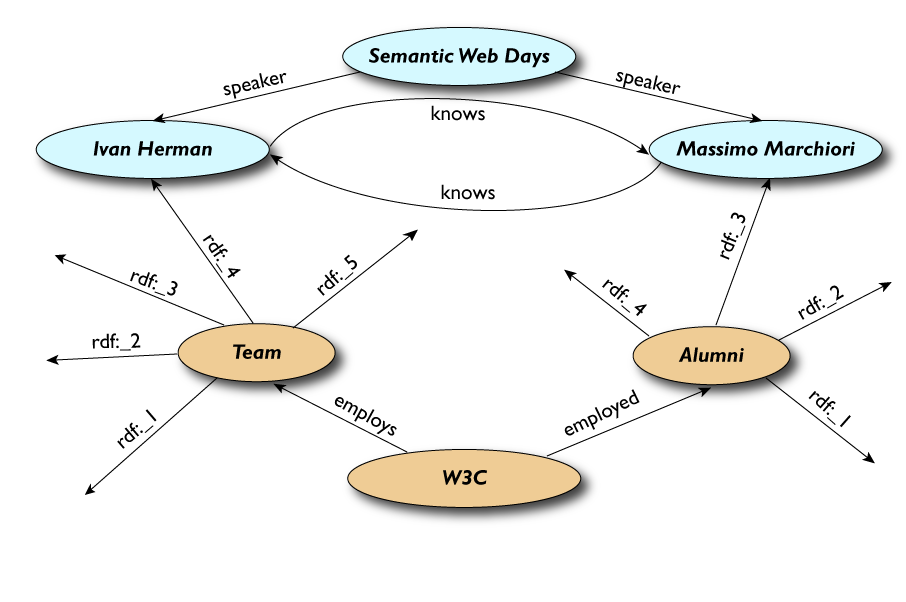 Semantic Web Days
speaker
speaker
knows
Ivan Herman
Massimo Marchiori
knows
rdf:_4
rdf:_3
rdf:_3
rdf:_5
rdf:_4
rdf:_2
rdf:_2
Team
Alumni
rdf:_1
employs
employed
rdf:_1
W3C